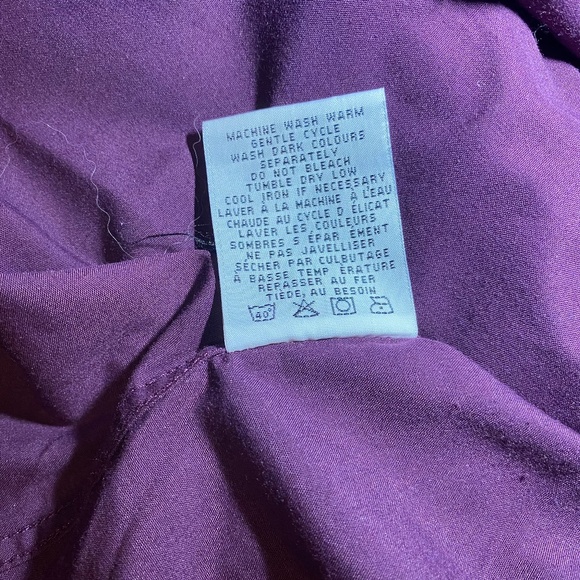 MACHINE WASH WARM
GENTLE CYCLE
WASH DARK COLOURS
SEPARATELY
DO NOT BLEACH
TUMBLE DRY LOW
COOL IRON IF NECESSARY
LAVER À LA MACHINE À L'EAU
CHAUDE AU CYCLE D ÉLICAT
LAVER LES COULEURS
SOMBRES S ÉPAR ÉMENT
NE PAS JAVELLISER
SÉCHER PAR CULBUTAGE
À BASSE TEMP ÉRATURE
REPASSER AU FER
TIÈDE, AU BESOIN
40°